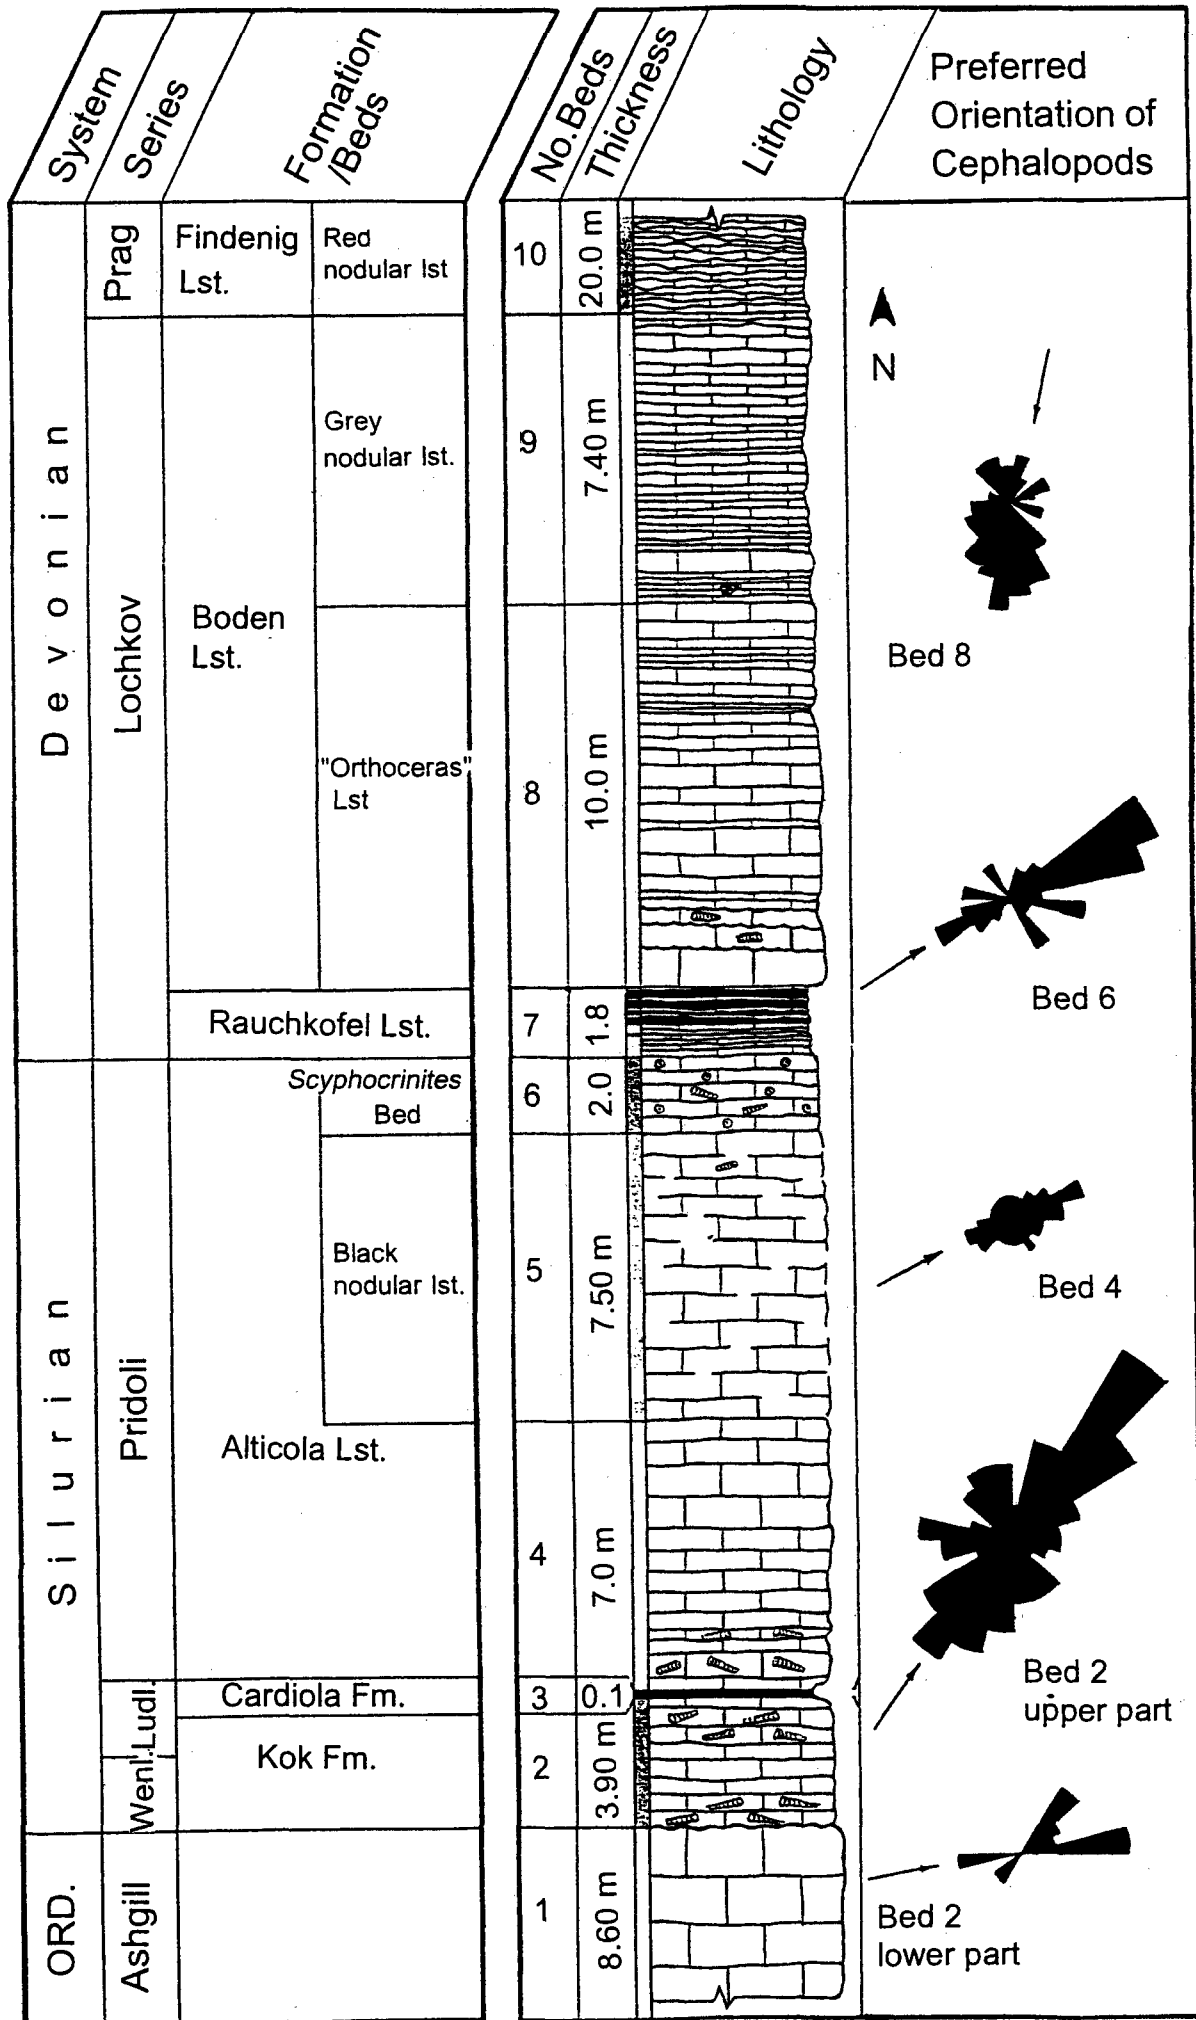 System
Series
Formation
/Beds
No.Beds
Thickness
Lithology
Preferred
Orientation of
Cephalopods
Devonian
Prag
Findenig
Lst.
Red
nodular lst
10
20.0 m
N
Lochkov
Boden
Lst.
Grey
nodular lst.
9
7.40 m
Bed 8
"Orthoceras"
Lst
8
10.0 m
Bed 6
Rauchkofel Lst.
7
1.8
Silurian
Pridoli
Scyphocrinites
Bed
6
2.0
Black
nodular lst.
5
7.50 m
Bed 4
Alticola Lst.
4
7.0 m
Bed 2
upper part
Ludl.
Cardiola Fm.
3
0.1
Wenl.
Kok Fm.
2
3.90 m
ORD.
Ashgill
1
8.60 m
Bed 2
lower part